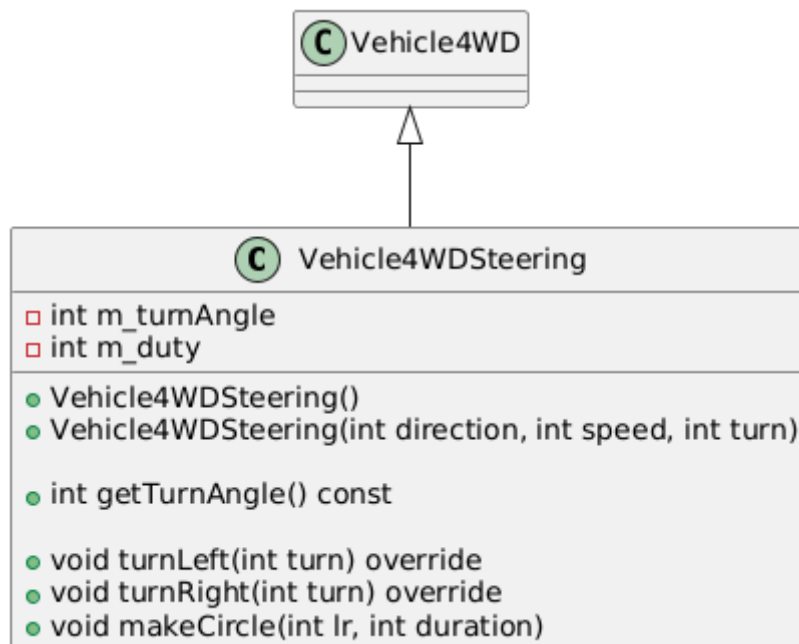 C Vehicle4WD
C Vehicle4WDSteering
int m_turnAngle
int m_duty
Vehicle4WDSteering()
Vehicle4WDSteering(int direction, int speed, int turn)
int getTurnAngle() const
void turnLeft(int turn) override
void turnRight(int turn) override
void makeCircle(int lr, int duration)